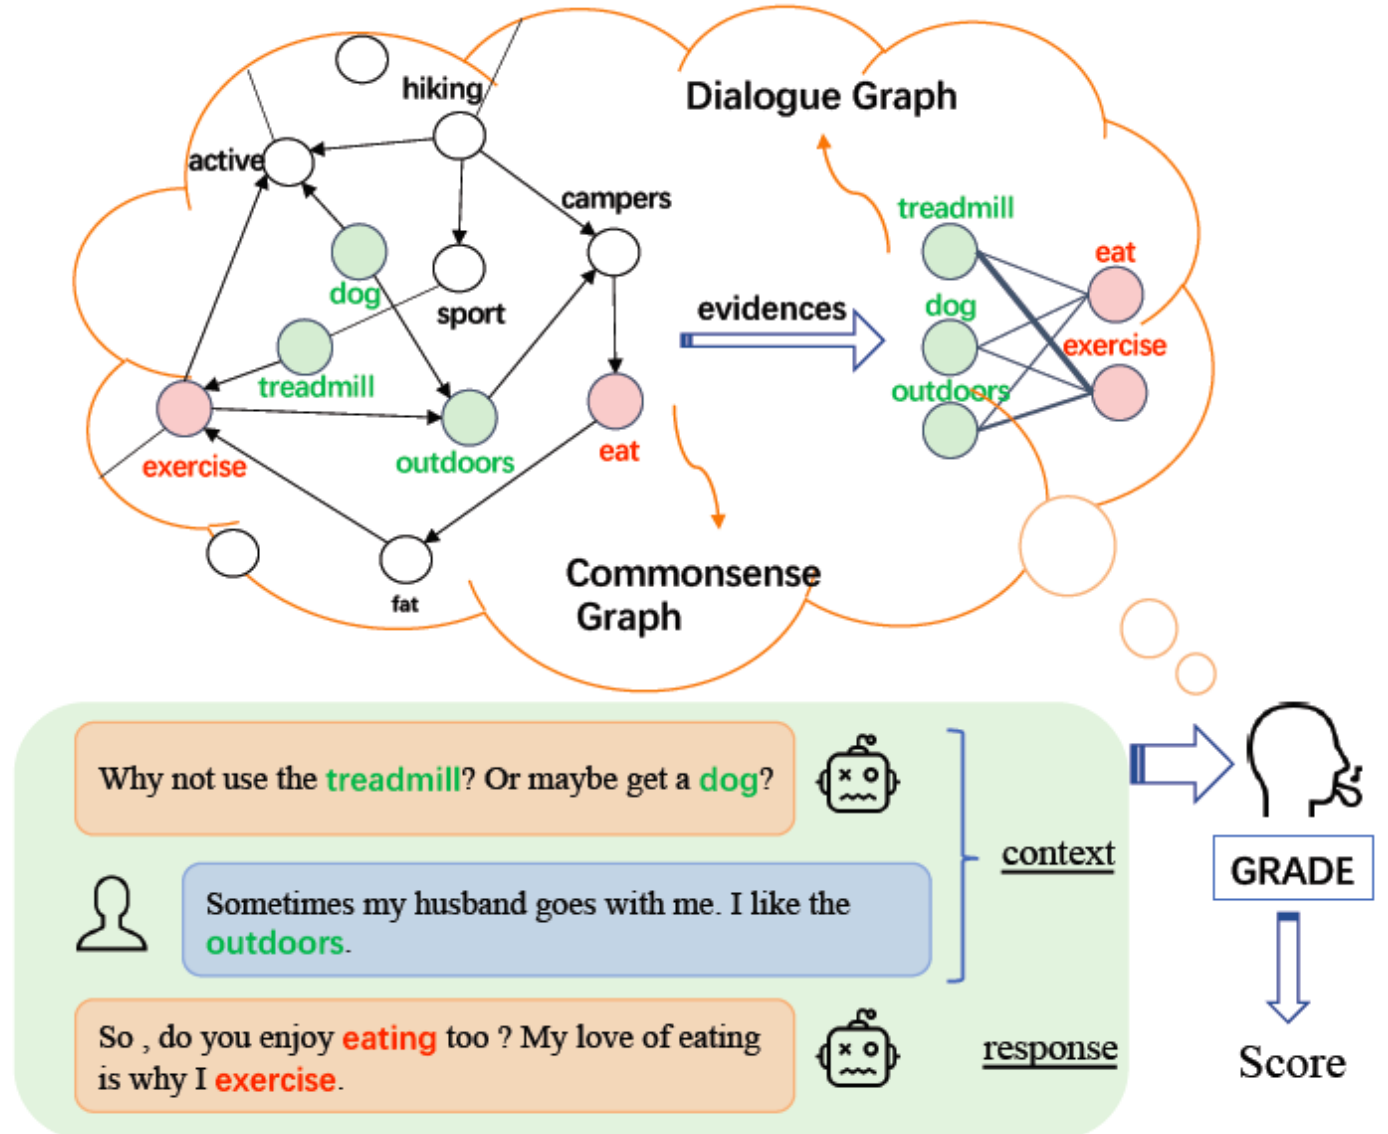 hiking
Dialogue Graph
active
campers
treadmill
eat
dog
sport
evidences
dog
exercise
treadmill
outdoors
exercise
outdoors
eat
Commonsense
Graph
fat
Why not use the treadmill? Or maybe get a dog?
context
GRADE
Sometimes my husband goes with me. I like the
outdoors.
So , do you enjoy eating too ? My love of eating
is why I exercise.
response
Score